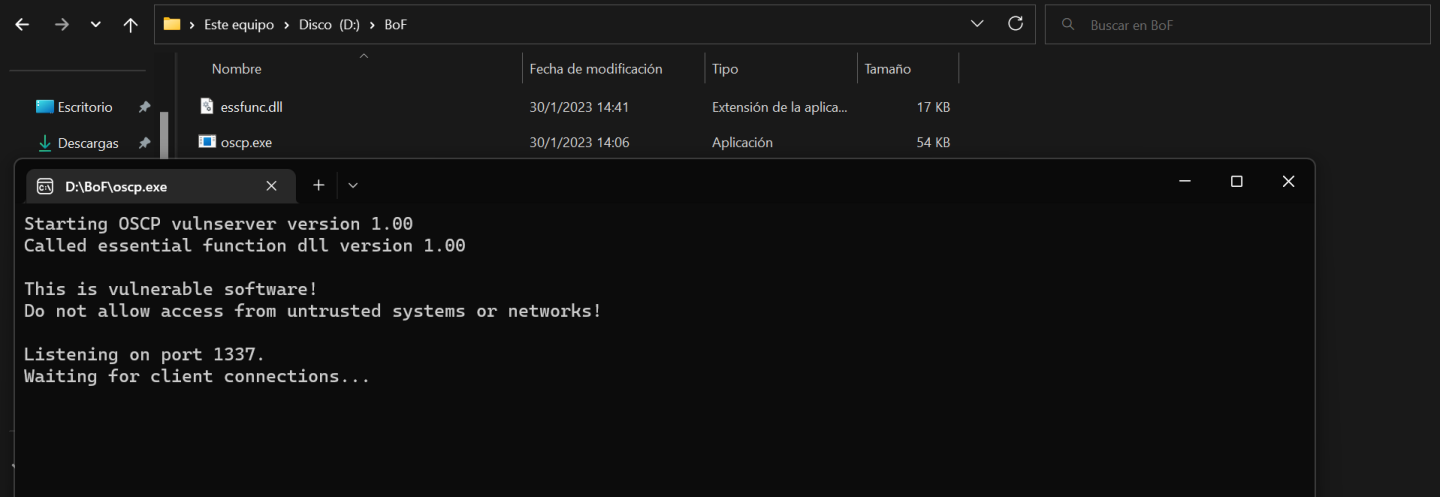 Este equipo > Disco (D:) > BoF
Buscar en BoF
Nombre Fecha de modificación Tipo Tamaño
Escritorio
essfunc.dll 30/1/2023 14:41 Extensión de la aplica... 17 KB
Descargas
oscp.exe 30/1/2023 14:06 Aplicación 54 KB
D:\BoF\oscp.exe
Starting OSCP vulnserver version 1.00
Called essential function dll version 1.00
This is vulnerable software!
Do not allow access from untrusted systems or networks!
Listening on port 1337.
Waiting for client connections...